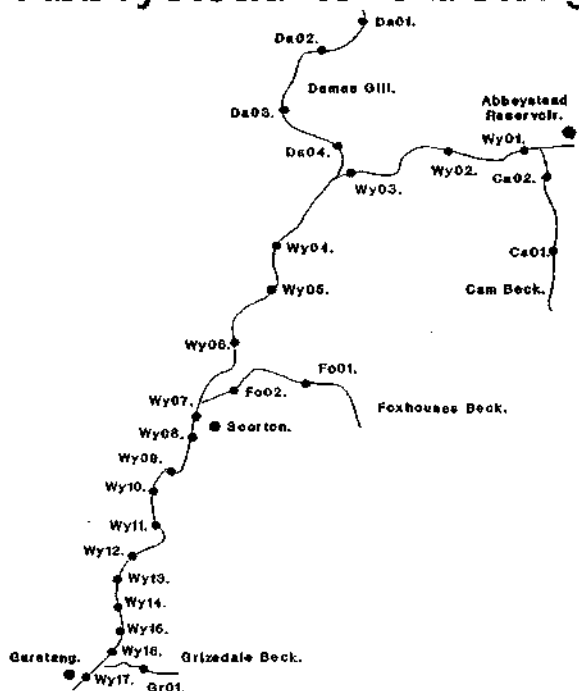 Da01.
Da02.
Damas Gill.
Da03.
Abbeystead
Reservoir.
Da04.
Wy01.
Wy02.
Ca02.
Wy03.
Wy04.
Ca01.
Wy05.
Cam Beck.
Wy06.
Fo01.
Fo02.
Wy07.
Foxhouses Beck.
Scorton.
Wy08.
Wy09.
Wy10.
Wy11.
Wy12.
Wy13.
Wy14.
Wy15.
Wy16.
Garstang.
Grizedale Beck.
Wy17.
Gr01.